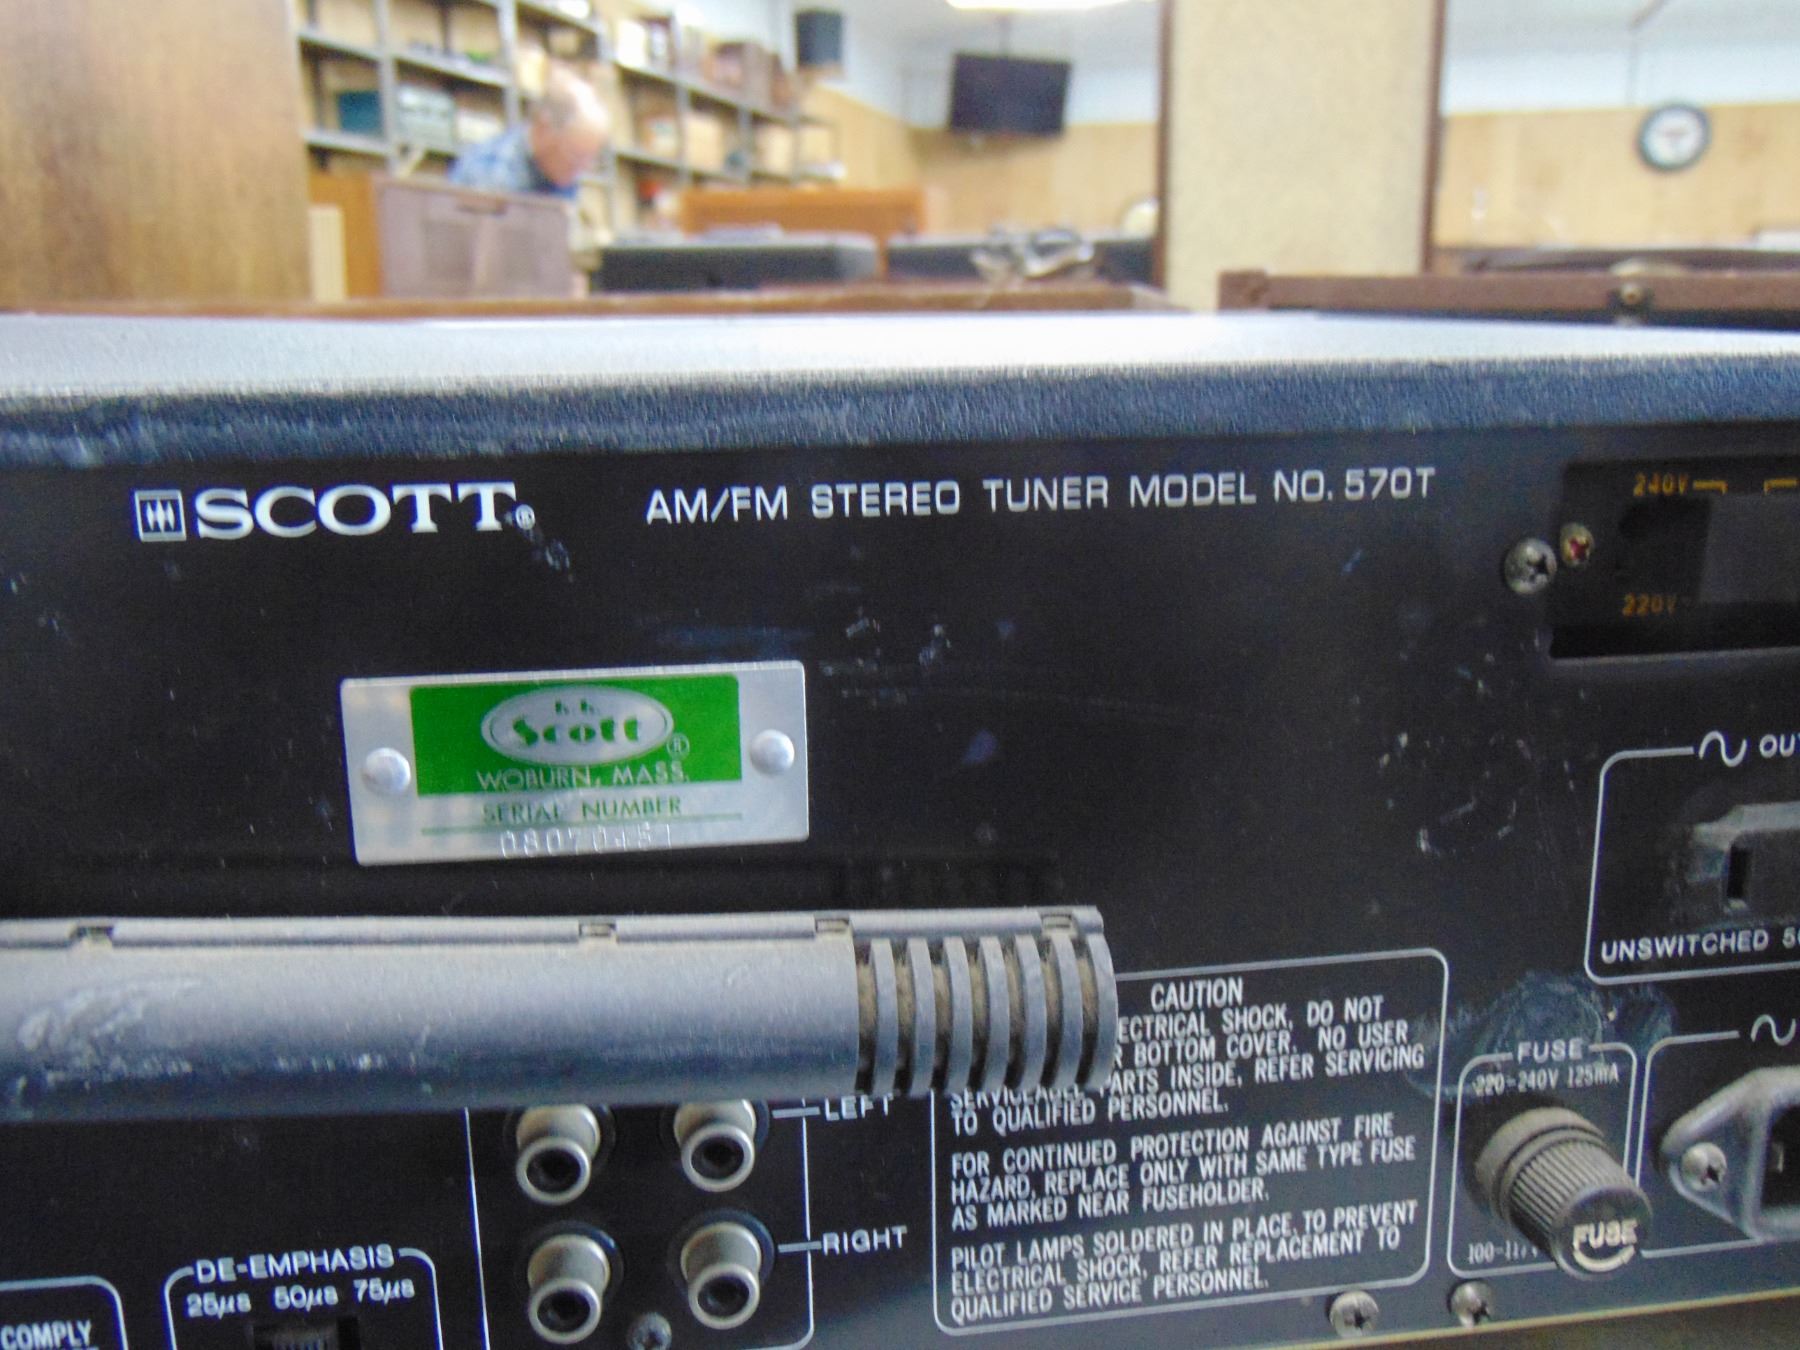 SCOTT®
AM/FM STEREO TUNER MODEL NO. 570T
240V
220V
h.h.
Scott ®
WOBURN, MASS.
SERIAL NUMBER
08070451
OUT
UNSWITCHED
CAUTION
ECTRICAL SHOCK, DO NOT
R BOTTOM COVER. NO USER
SERVICEABLE PARTS INSIDE, REFER SERVICING
TO QUALIFIED PERSONNEL.
FOR CONTINUED PROTECTION AGAINST FIRE
HAZARD, REPLACE ONLY WITH SAME TYPE FUSE
AS MARKED NEAR FUSEHOLDER.
PILOT LAMPS SOLDERED IN PLACE, TO PREVENT
ELECTRICAL SHOCK, REFER REPLACEMENT TO
QUALIFIED SERVICE PERSONNEL.
FUSE
220-240V 125mA
FUSE
LEFT
RIGHT
DE-EMPHASIS
25µs 50µs 75µs
COMPLY